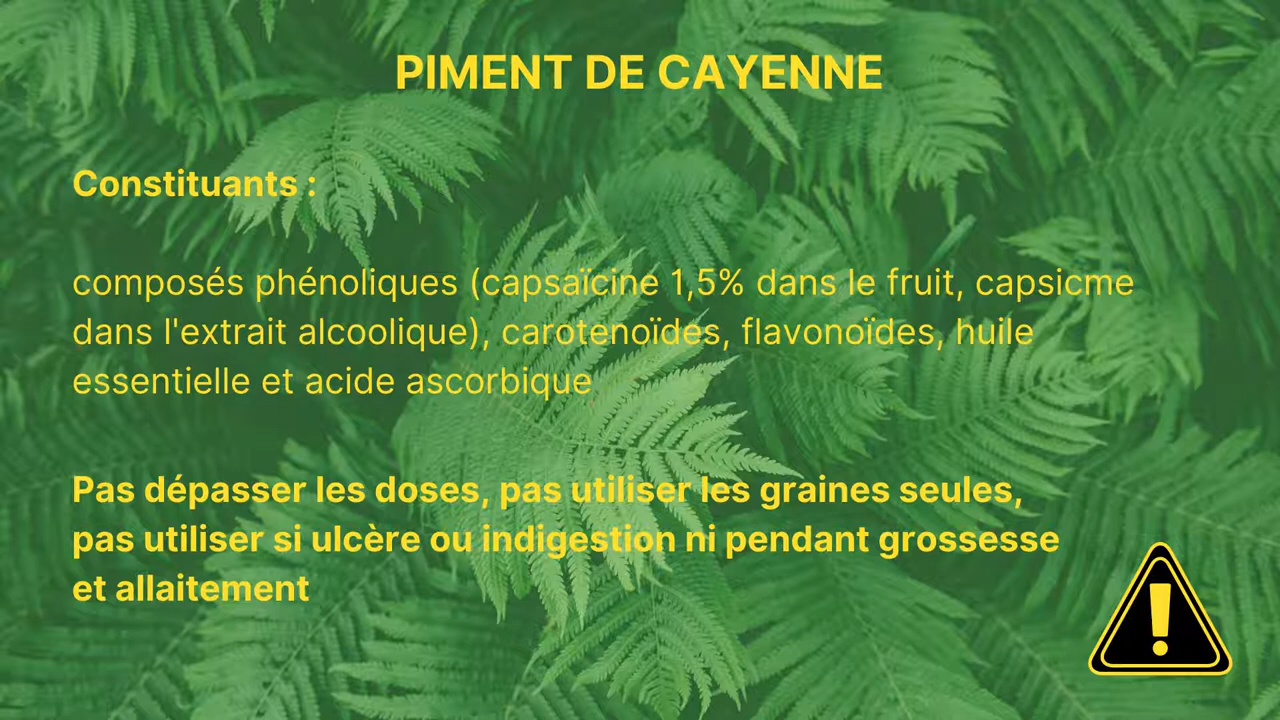 PIMENT DE CAYENNE
Constituants :
composés phénoliques (capsaïcine 1,5% dans le fruit, capsicme
dans l'extrait alcoolique), carotenoïdes, flavonoïdes, huile
essentielle et acide ascorbique
Pas dépasser les doses, pas utiliser les graines seules,
pas utiliser si ulcère ou indigestion ni pendant grossesse
et allaitement